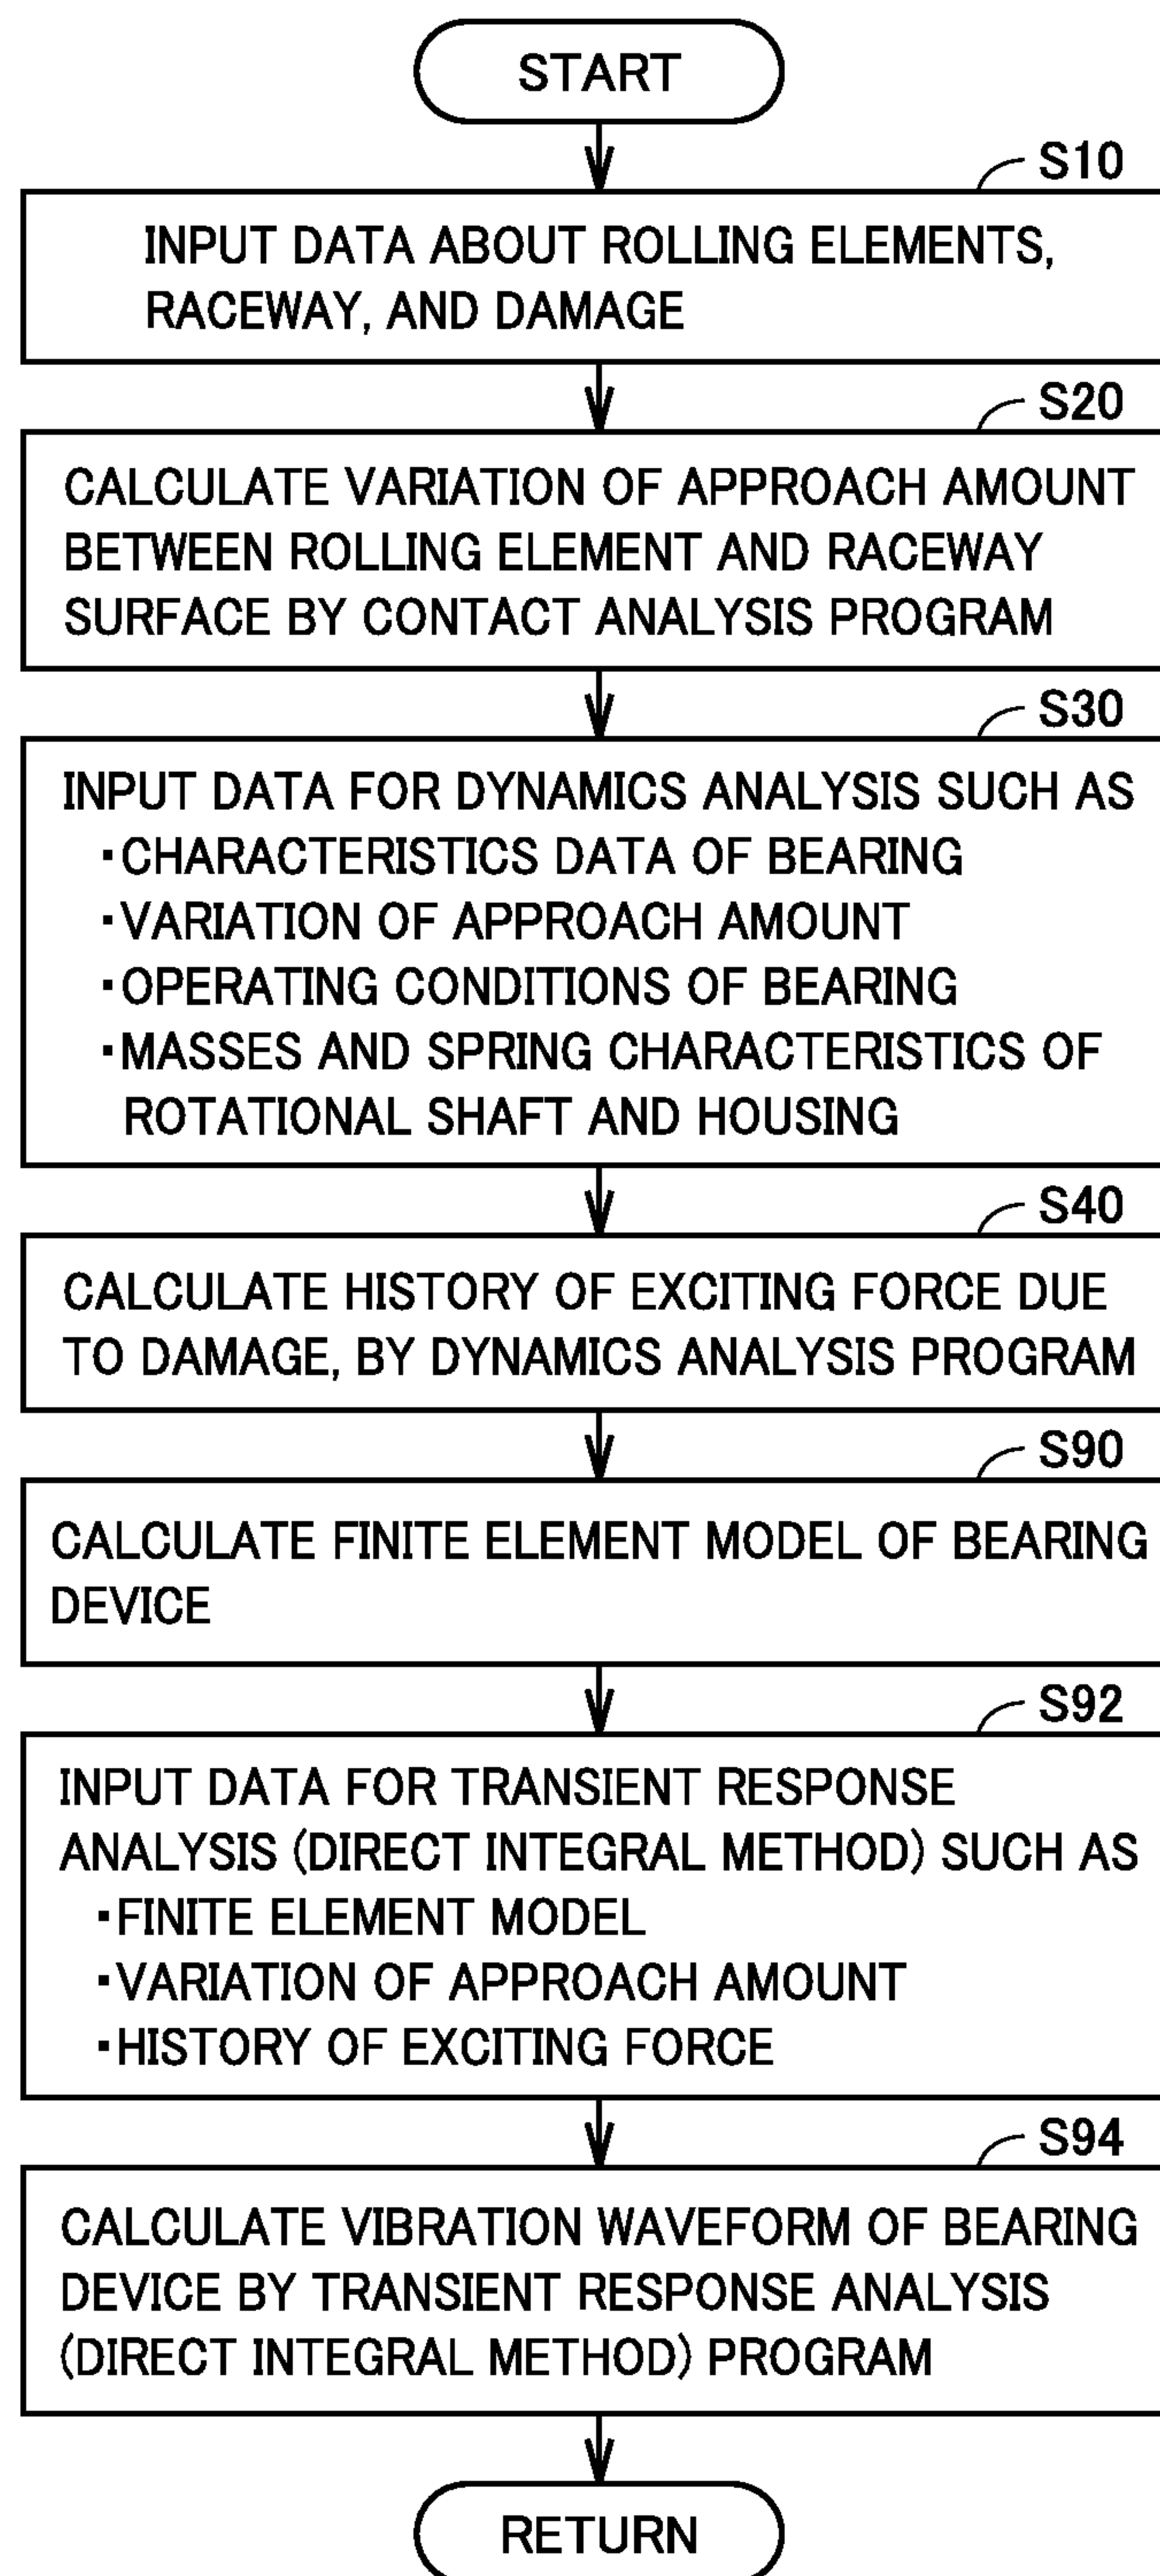 START
S10
INPUT DATA ABOUT ROLLING ELEMENTS,
RACEWAY, AND DAMAGE
S20
CALCULATE VARIATION OF APPROACH AMOUNT
BETWEEN ROLLING ELEMENT AND RACEWAY
SURFACE BY CONTACT ANALYSIS PROGRAM
S30
INPUT DATA FOR DYNAMICS ANALYSIS SUCH AS
・CHARACTERISTICS DATA OF BEARING
・VARIATION OF APPROACH AMOUNT
・OPERATING CONDITIONS OF BEARING
・MASSES AND SPRING CHARACTERISTICS OF
ROTATIONAL SHAFT AND HOUSING
S40
CALCULATE HISTORY OF EXCITING FORCE DUE
TO DAMAGE, BY DYNAMICS ANALYSIS PROGRAM
S90
CALCULATE FINITE ELEMENT MODEL OF BEARING
DEVICE
S92
INPUT DATA FOR TRANSIENT RESPONSE
ANALYSIS (DIRECT INTEGRAL METHOD) SUCH AS
・FINITE ELEMENT MODEL
・VARIATION OF APPROACH AMOUNT
・HISTORY OF EXCITING FORCE
S94
CALCULATE VIBRATION WAVEFORM OF BEARING
DEVICE BY TRANSIENT RESPONSE ANALYSIS
(DIRECT INTEGRAL METHOD) PROGRAM
RETURN